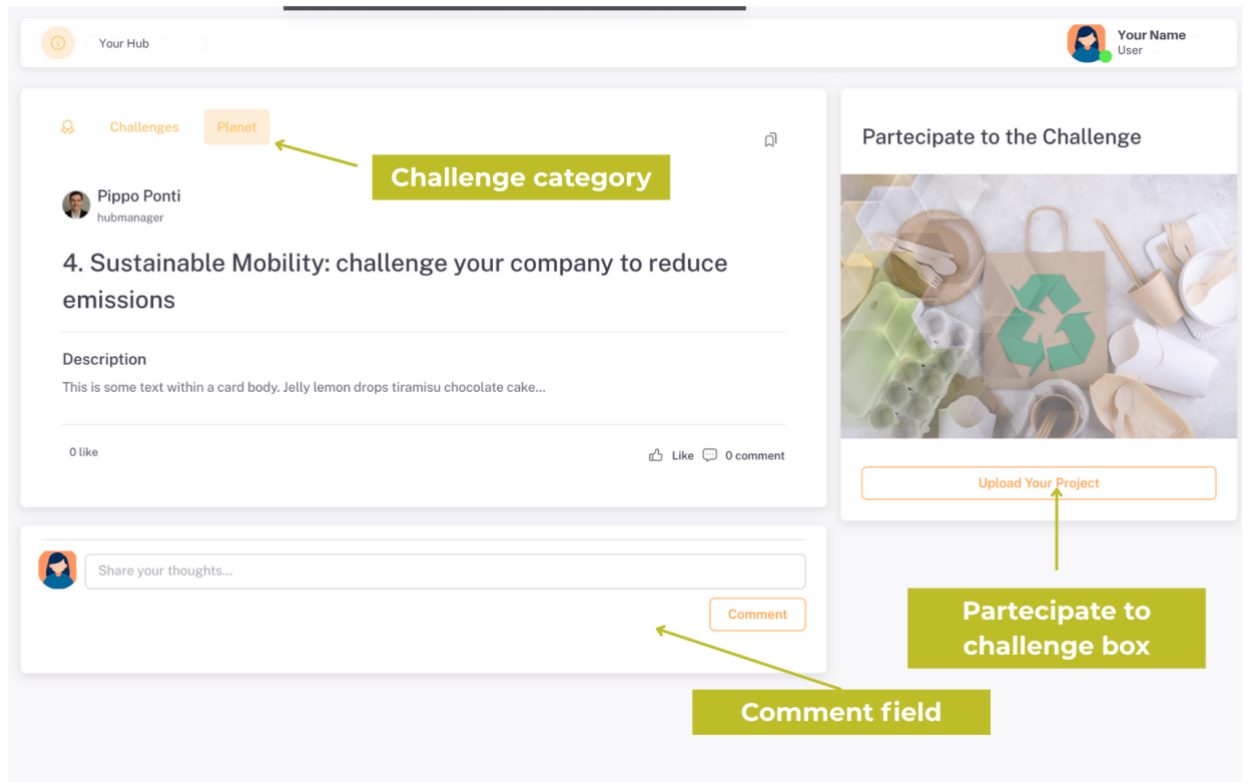 Your Hub
Your Name
User
Challenges
Planet
Challenge category
Pippo Ponti
hubmanager
4. Sustainable Mobility: challenge your company to reduce
emissions
Description
This is some text within a card body. Jelly lemon drops tiramisu chocolate cake...
0 like
Like
0 comment
Share your thoughts...
Comment
Comment field
Partecipate to the Challenge
Upload Your Project
Partecipate to
challenge box